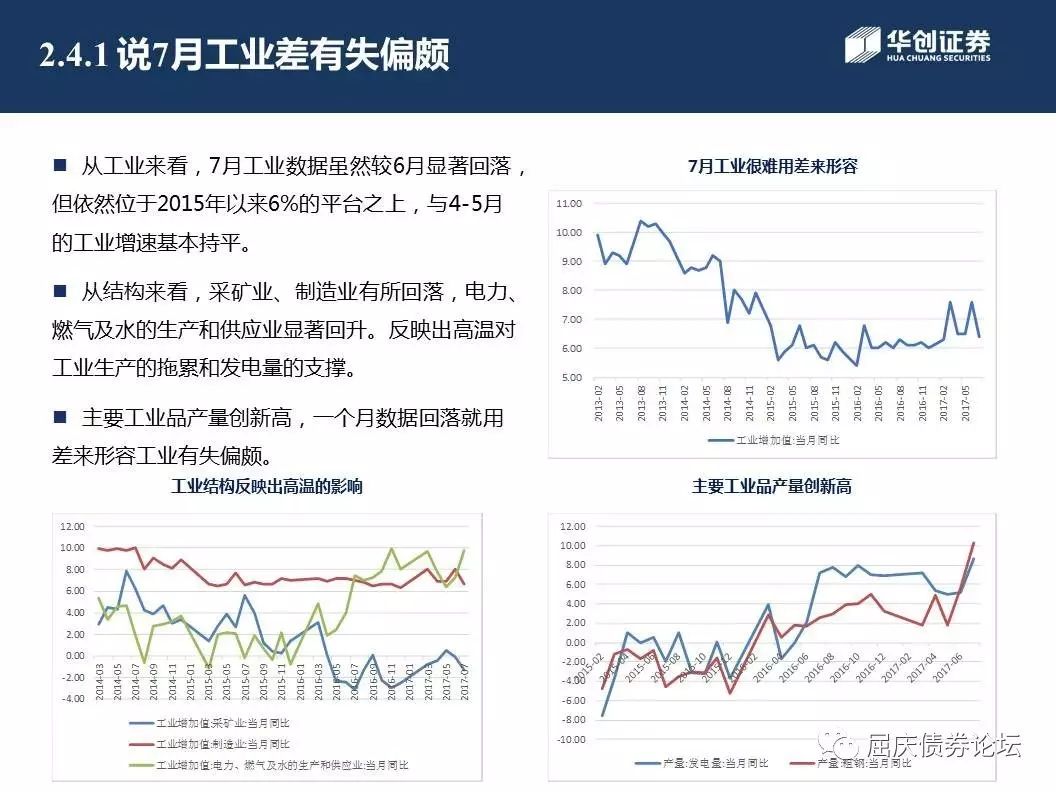 2.4.1 说7月工业差有失偏颇
华创证券
HUA CHUANG SECURITIES
■ 从工业来看，7月工业数据虽然较6月显著回落，
但依然位于2015年以来6%的平台之上，与4-5月
的工业增速基本持平。
■ 从结构来看，采矿业、制造业有所回落，电力、
燃气及水的生产和供应业显著回升。反映出高温对
工业生产的拖累和发电量的支撑。
■ 主要工业品产量创新高，一个月数据回落就用
差来形容工业有失偏颇。
7月工业很难用差来形容
11.00
10.00
9.00
8.00
7.00
6.00
5.00
2013-02 2013-05 2013-08 2013-11 2014-02 2014-05 2014-08 2014-11 2015-02 2015-05 2015-08 2015-11 2016-02 2016-05 2016-08 2016-11 2017-02 2017-05
工业增加值:当月同比
工业结构反映出高温的影响
12.00
10.00
8.00
6.00
4.00
2.00
0.00
-2.00
-4.00
2014-03 2014-05 2014-07 2014-09 2014-11 2015-01 2015-03 2015-05 2015-07 2015-09 2015-11 2016-01 2016-03 2016-05 2016-07 2016-09 2016-11 2017-01 2017-03 2017-05 2017-07
工业增加值:采矿业:当月同比
工业增加值:制造业:当月同比
工业增加值:电力、燃气及水的生产和供应业:当月同比
主要工业品产量创新高
12.00
10.00
8.00
6.00
4.00
2.00
0.00
-2.00
-4.00
-6.00
-8.00
-10.00
2015-02 2015-04 2015-06 2015-08 2015-10 2015-12 2016-02 2016-04 2016-06 2016-08 2016-10 2016-12 2017-02 2017-04 2017-06
产量:发电量:当月同比 产量:粗钢:当月同比
屈庆债券论坛